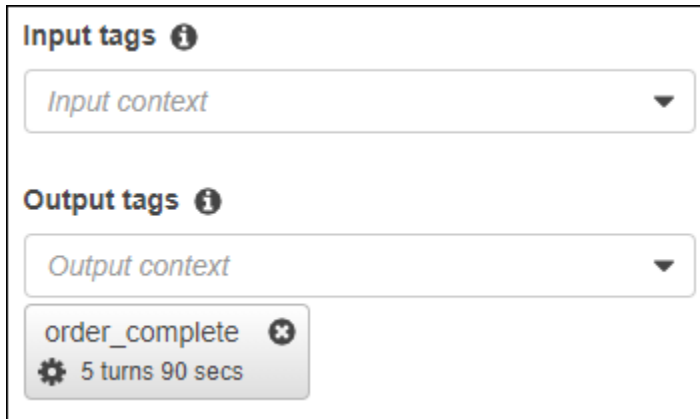 Input tags
Input context
Output tags
Output context
order_complete
5 turns 90 secs